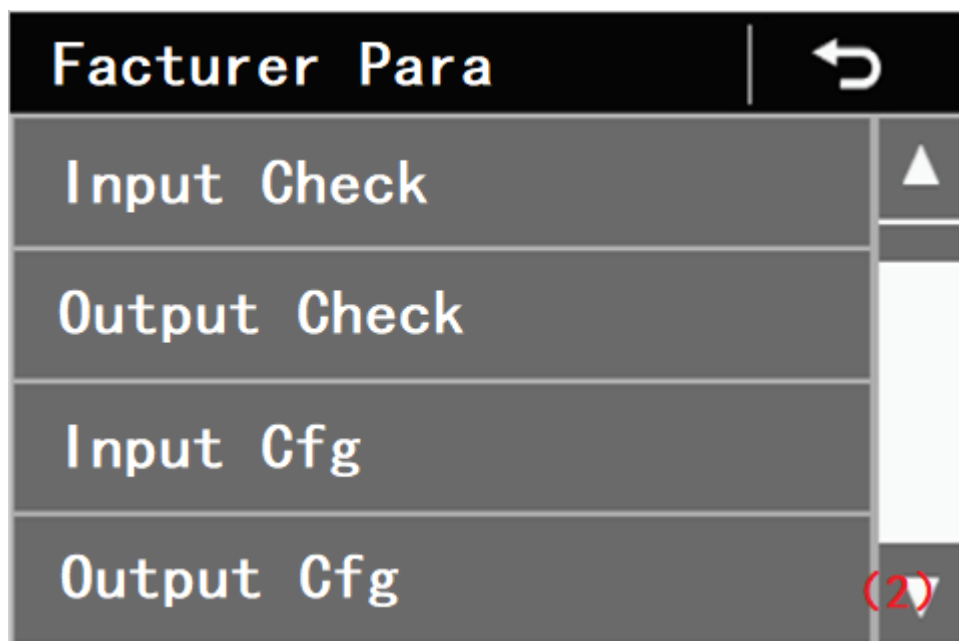 Facturer Para
Input Check
Output Check
Input Cfg
Output Cfg
(2)